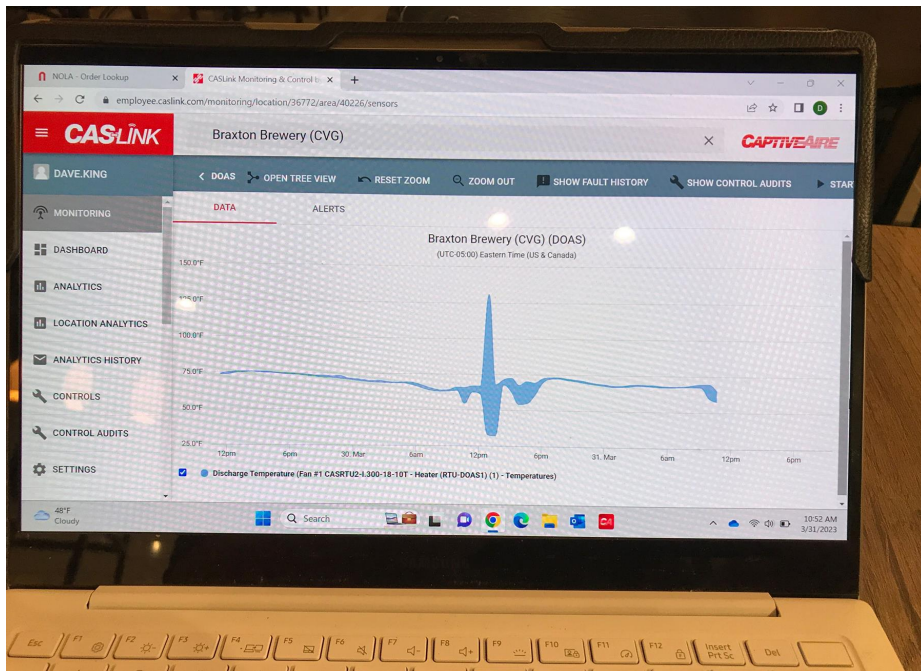 NOLA - Order Lookup
CASLink Monitoring & Control
employee.caslink.com/monitoring/location/36772/area/40226/sensors
D
CASLINK
Braxton Brewery (CVG)
CAPTIVEAIRE
DAVE.KING
DOAS
OPEN TREE VIEW
RESET ZOOM
ZOOM OUT
SHOW FAULT HISTORY
SHOW CONTROL AUDITS
STAR
MONITORING
DATA
ALERTS
DASHBOARD
ANALYTICS
LOCATION ANALYTICS
ANALYTICS HISTORY
CONTROLS
CONTROL AUDITS
SETTINGS
Braxton Brewery (CVG) (DOAS)
(UTC-05:00) Eastern Time (US & Canada)
150.0°F
125.0°F
100.0°F
75.0°F
50.0°F
25.0°F
12pm 6pm 30. Mar 6am 12pm 6pm 31. Mar 6am 12pm 6pm
Discharge Temperature (Fan #1 CASRTU2-I.300-18-10T - Heater (RTU-DOAS1) (1) - Temperatures)
48°F
Cloudy
Search
CA
10:52 AM
3/31/2023
Esc F1 F2 F3 F4 F5 F6 F7 F8 F9 F10 F11 F12 Insert Prt Sc Del